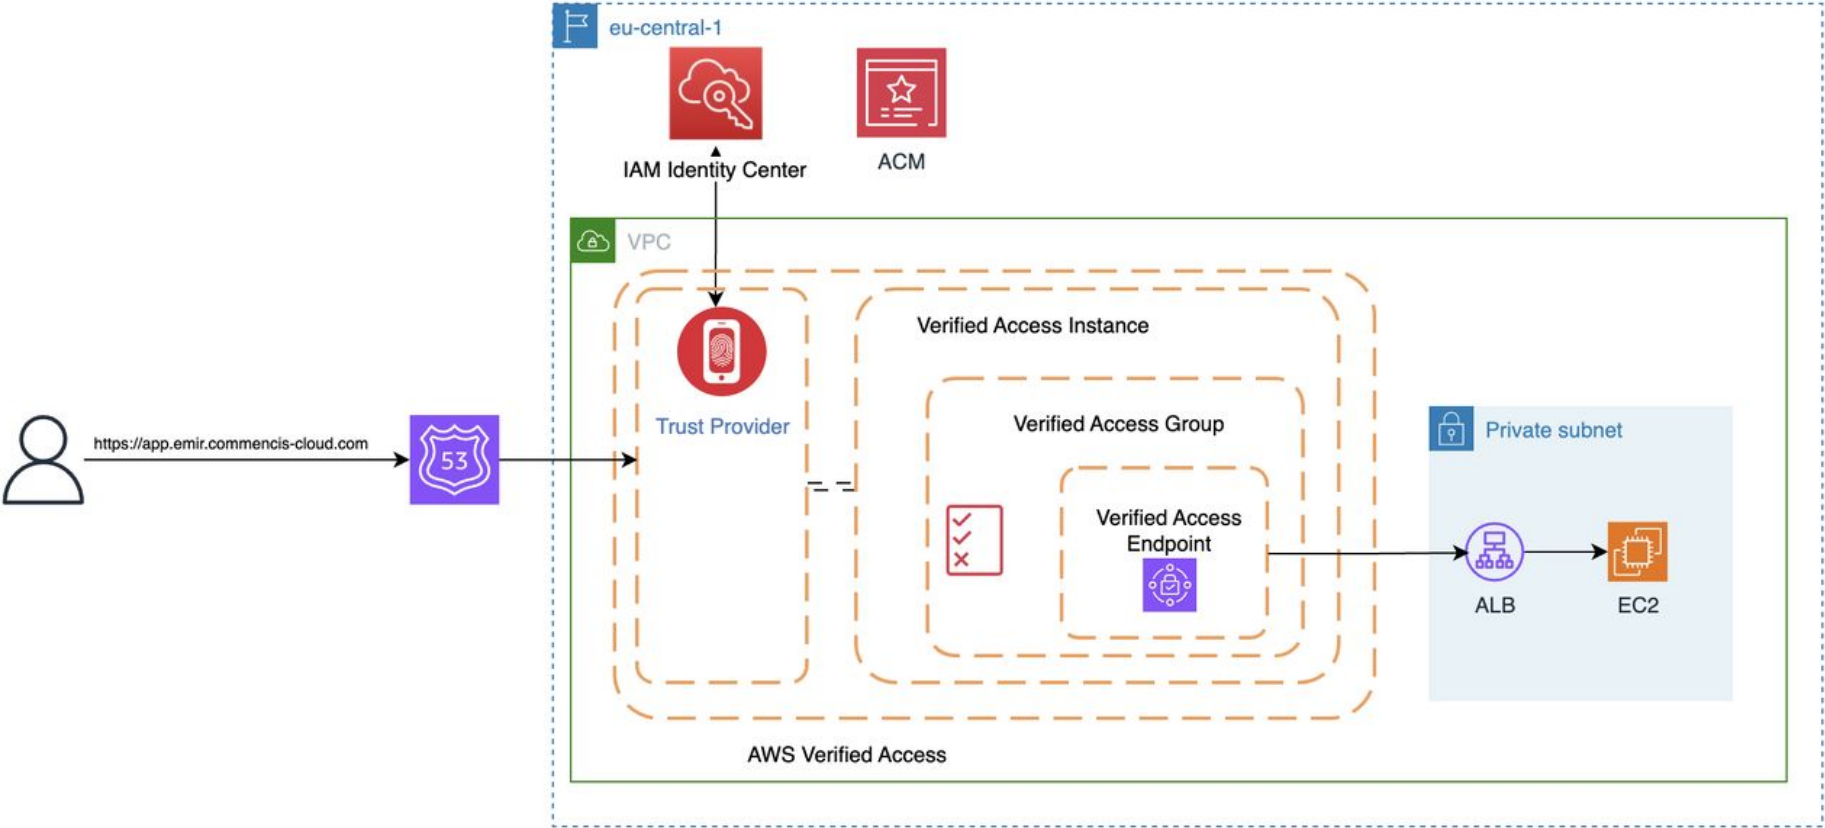 eu-central-1
IAM Identity Center
ACM
VPC
Verified Access Instance
Trust Provider
Verified Access Group
https://app.emir.commencis-cloud.com
53
Private subnet
Verified Access
Endpoint
ALB
EC2
AWS Verified Access